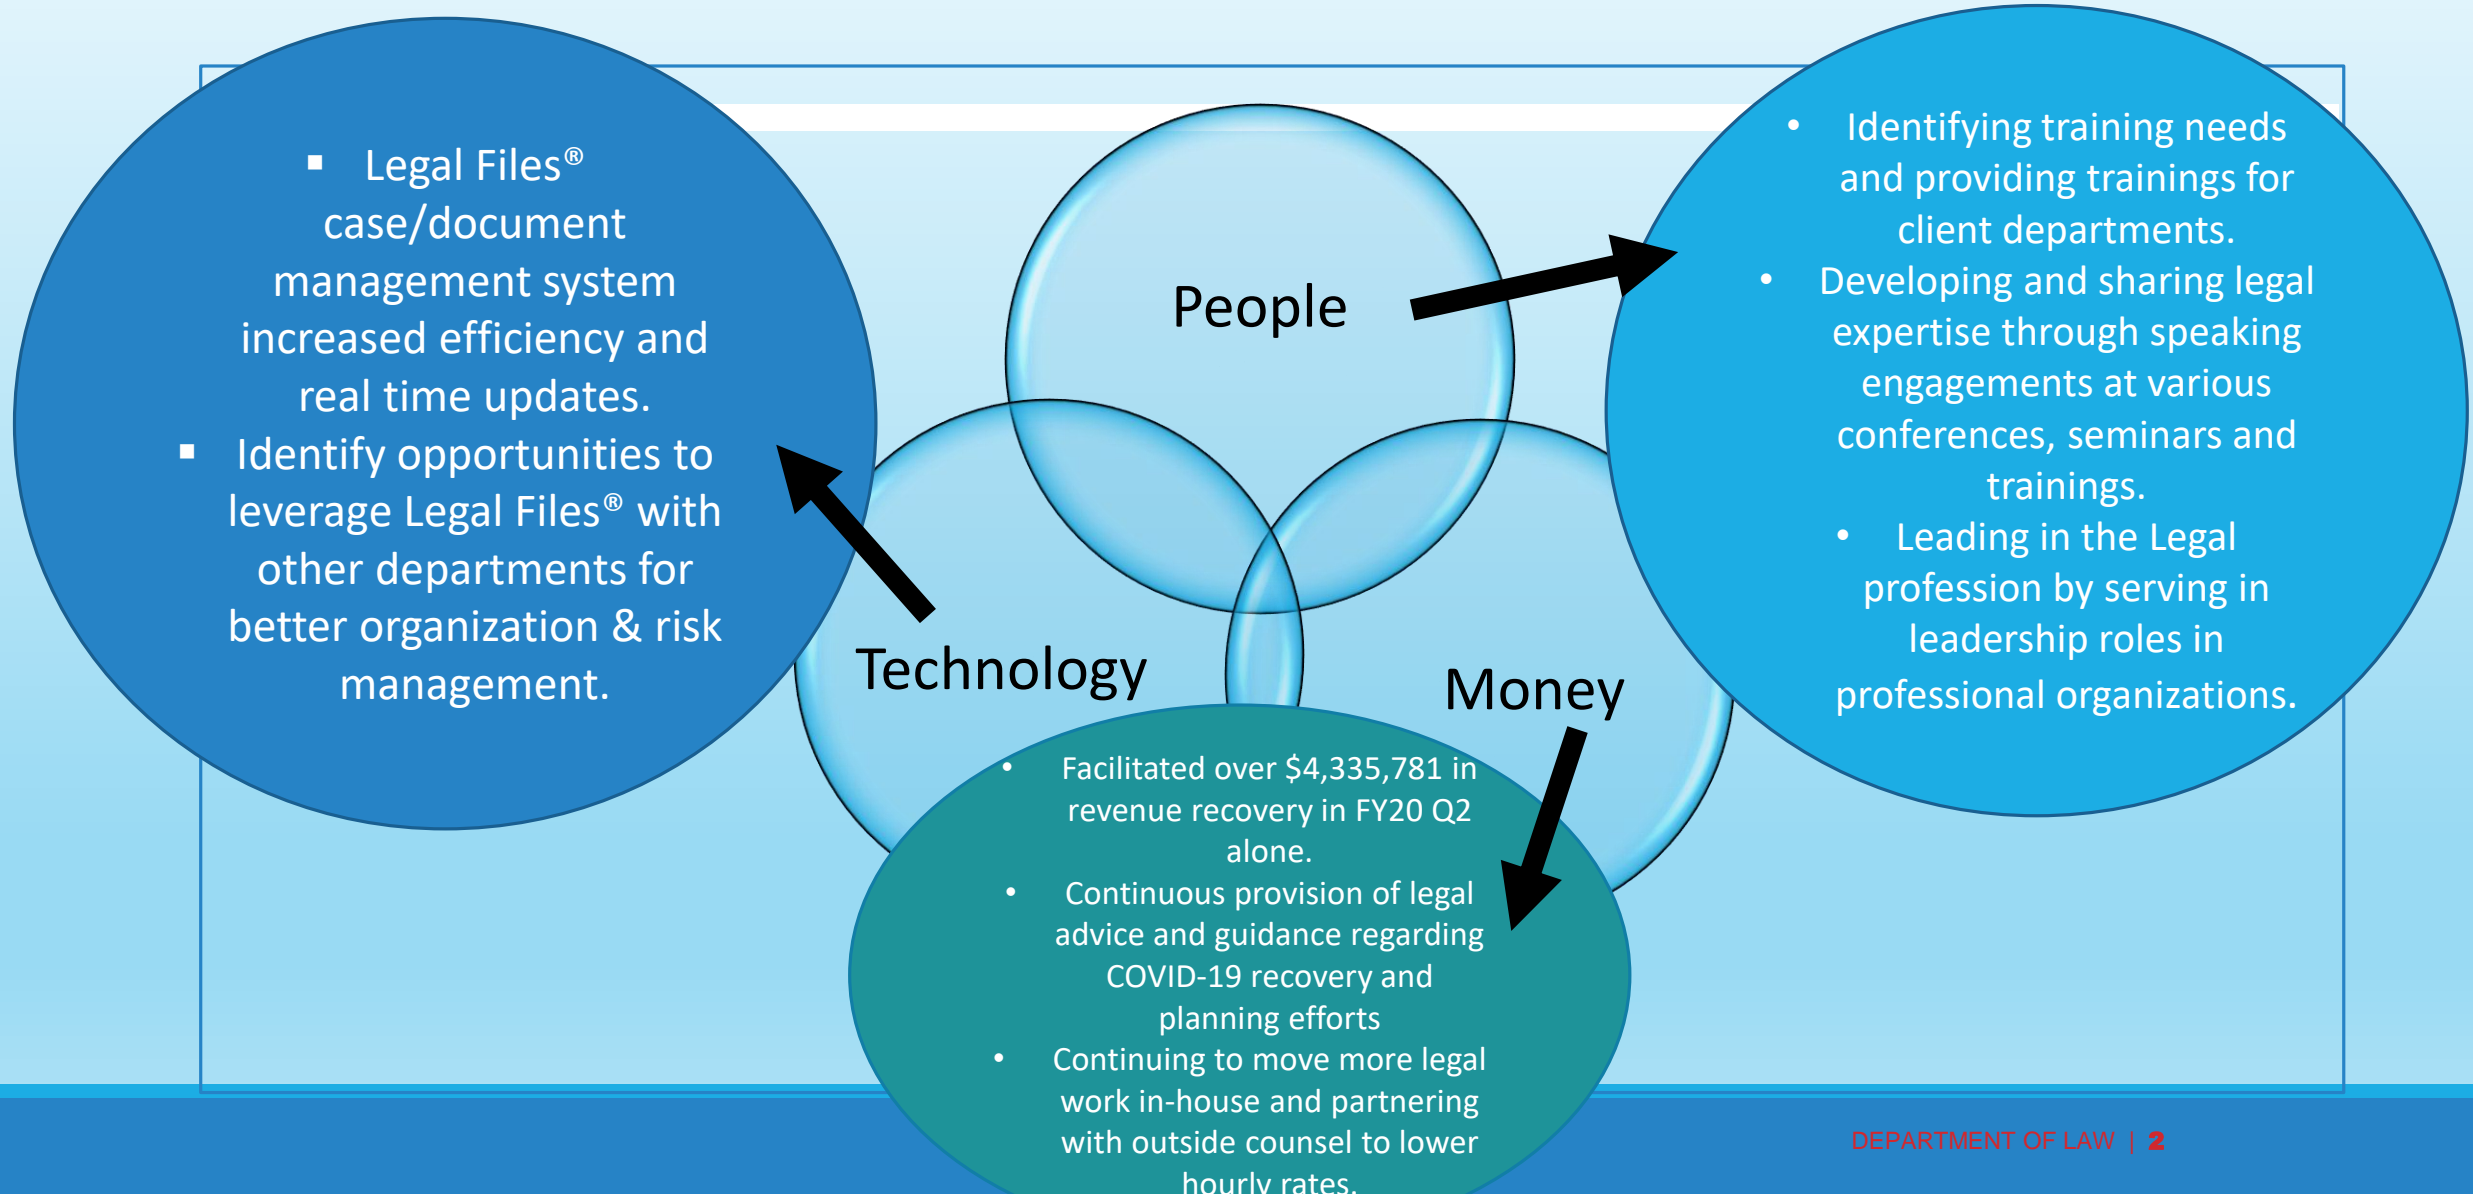 ▪ Legal Files®
case/document
management system
increased efficiency and
real time updates.
▪ Identify opportunities to
leverage Legal Files® with
other departments for
better organization & risk
management.
People
• Identifying training needs
and providing trainings for
client departments.
• Developing and sharing legal
expertise through speaking
engagements at various
conferences, seminars and
trainings.
• Leading in the Legal
profession by serving in
leadership roles in
professional organizations.
Technology
Money
• Facilitated over $4,335,781 in
revenue recovery in FY20 Q2
alone.
• Continuous provision of legal
advice and guidance regarding
COVID-19 recovery and
planning efforts
• Continuing to move more legal
work in-house and partnering
with outside counsel to lower
hourly rates.
DEPARTMENT OF LAW | 2